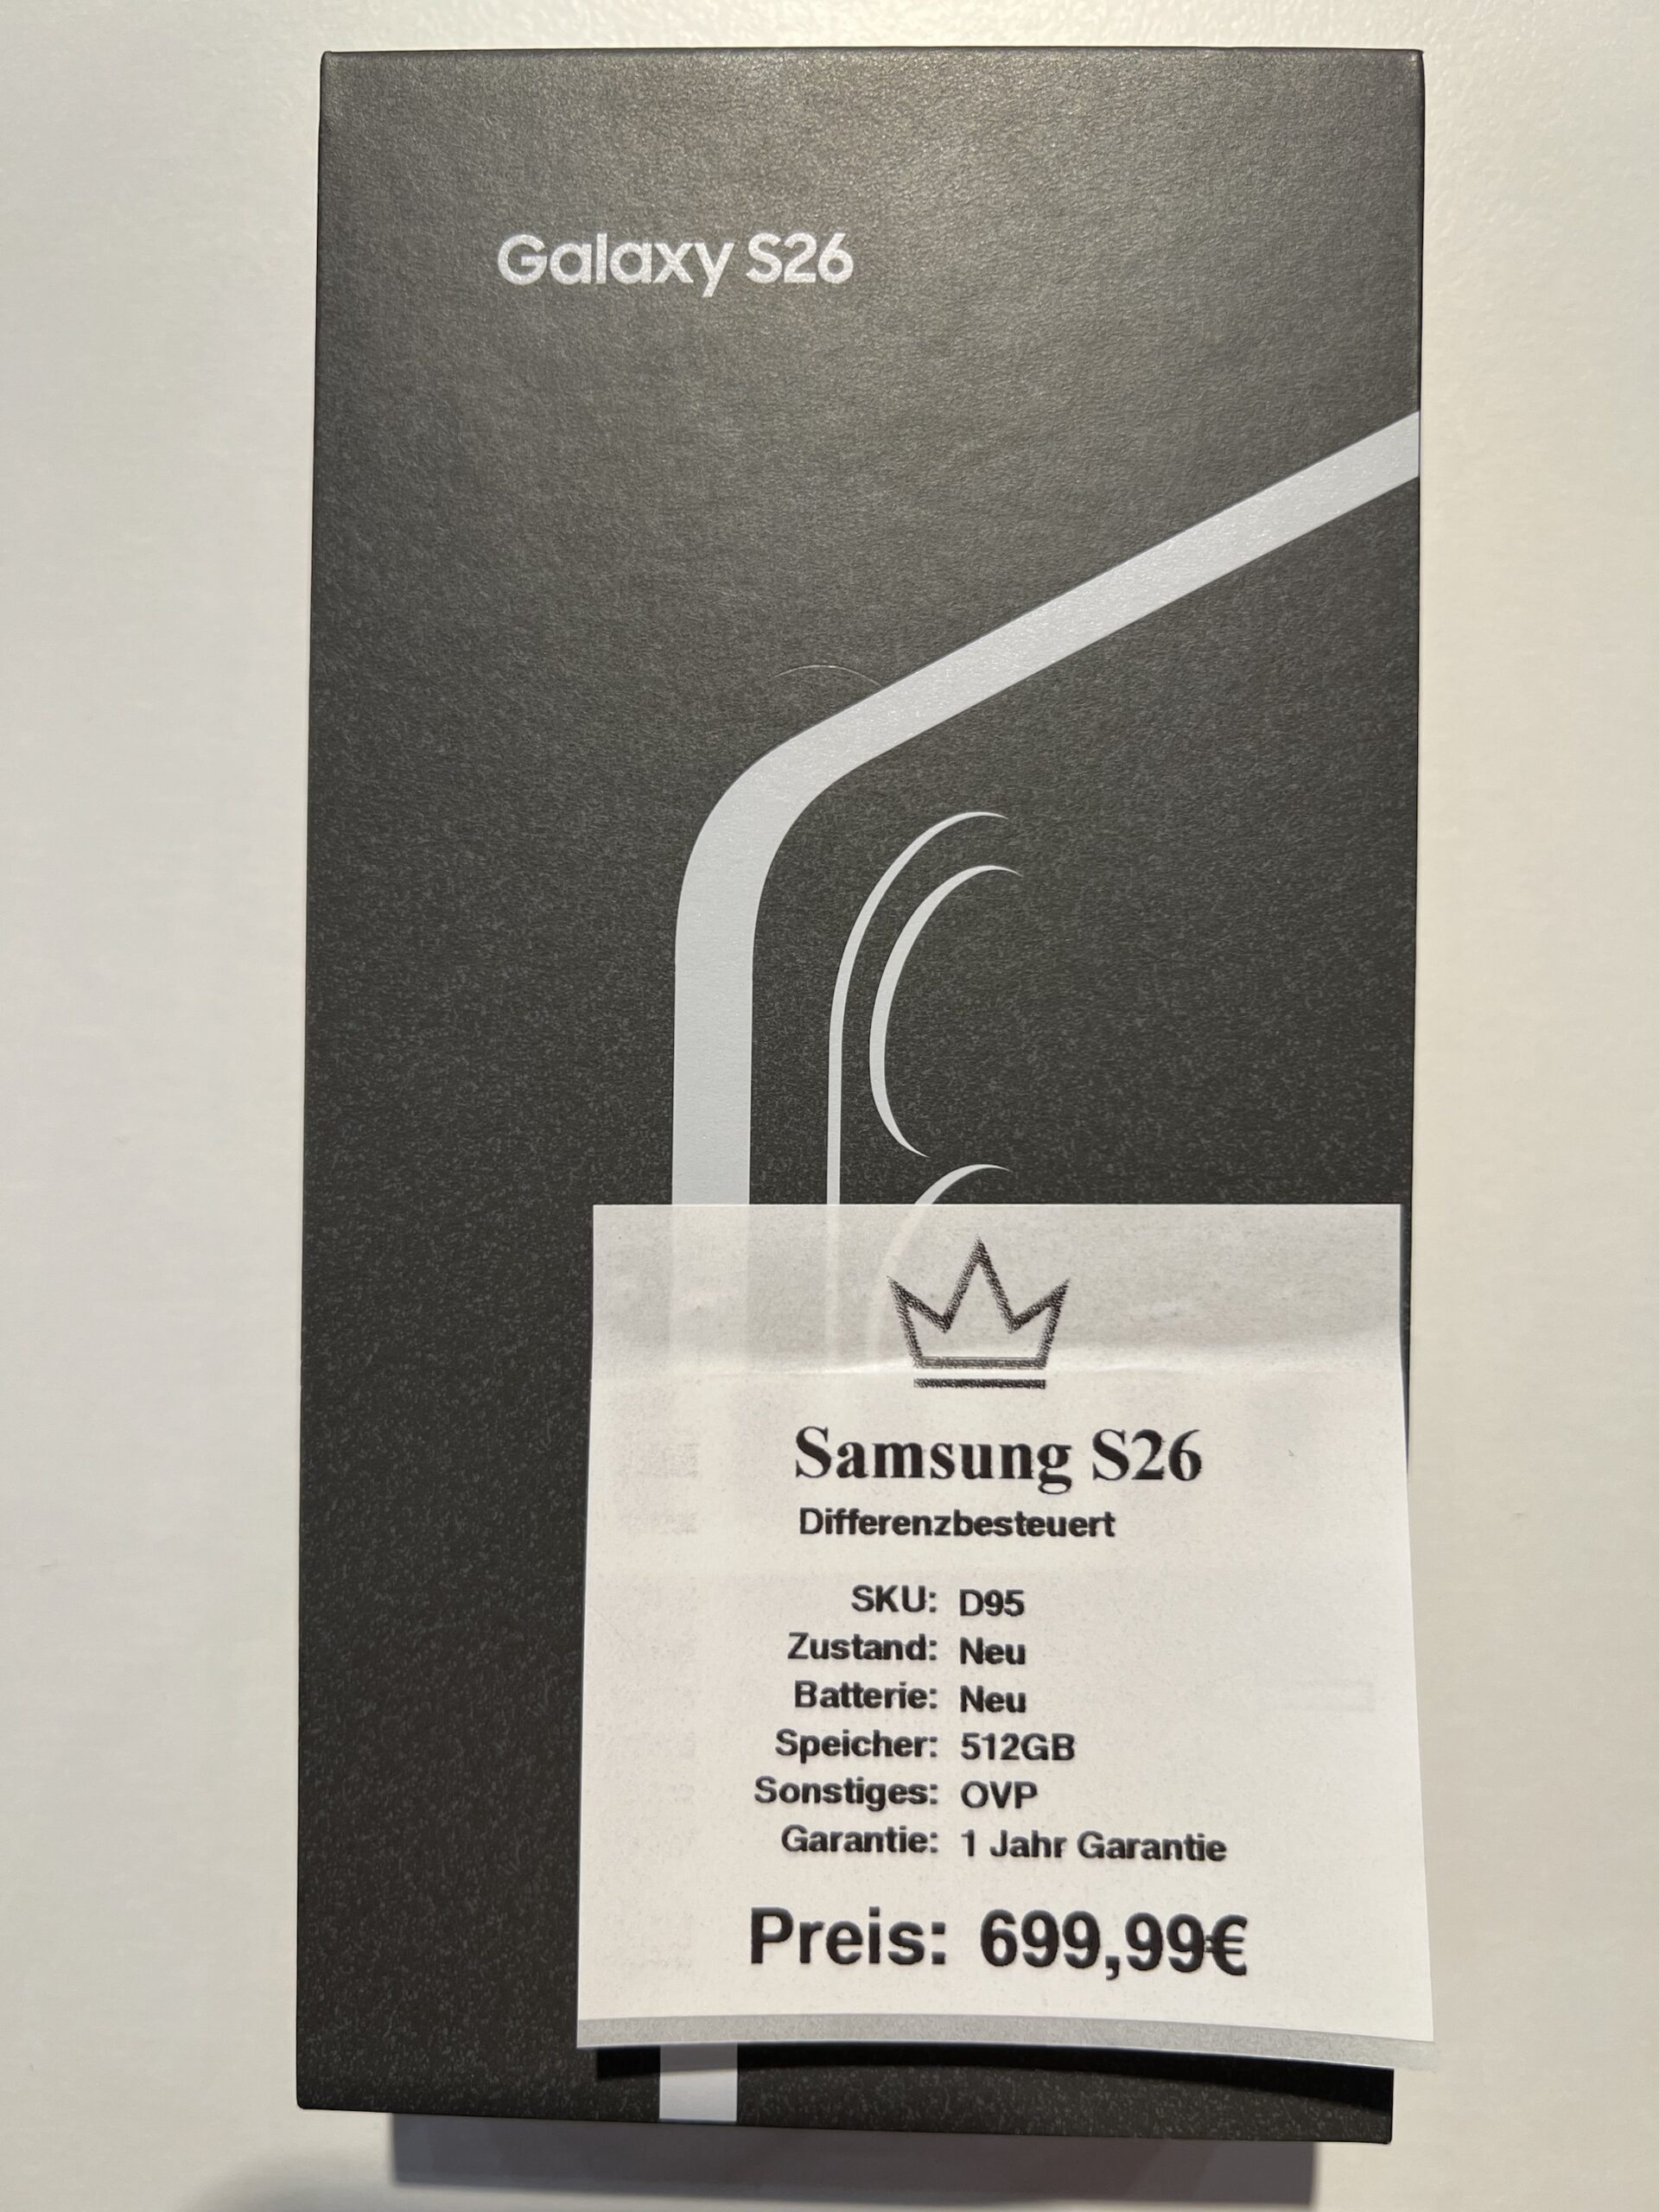 Galaxy S26
Samsung S26
Differenzbesteuert
SKU: D95
Zustand: Neu
Batterie: Neu
Speicher: 512GB
Sonstiges: OVP
Garantie: 1 Jahr Garantie
Preis: 699,99€